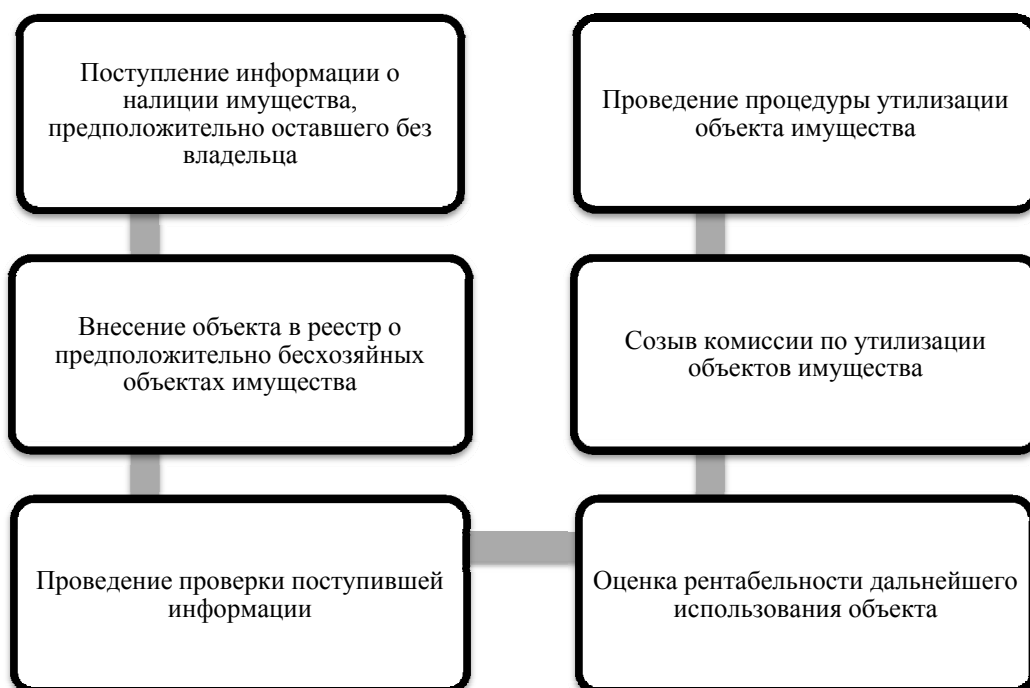 Поступление информации о
налиции имущества,
предположительно оставшего без
владельца
Внесение объекта в реестр о
предположительно бесхозяйных
объектах имущества
Проведение проверки поступившей
информации
Оценка рентабельности дальнейшего
использования объекта
Созыв комиссии по утилизации
объектов имущества
Проведение процедуры утилизации
объекта имущества